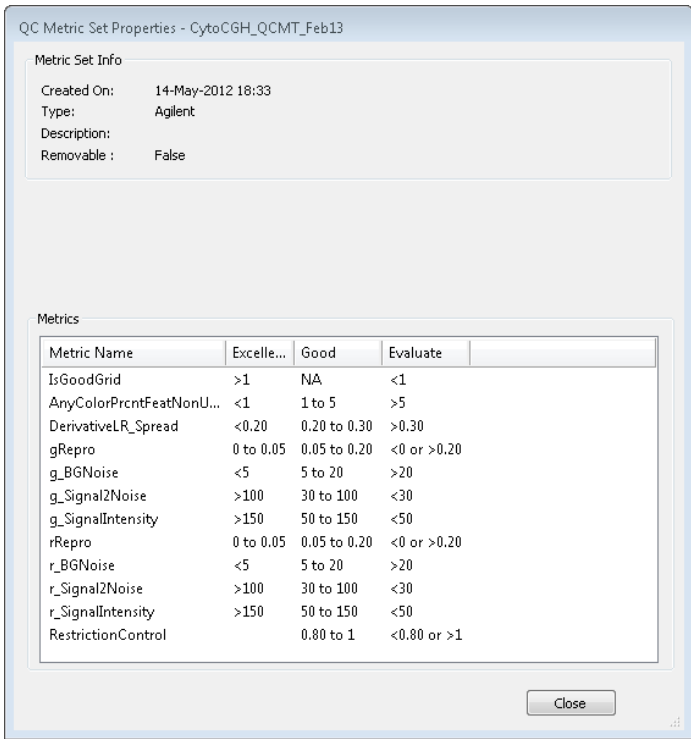 QC Metric Set Properties - CytoCGH_QCMT_Feb13
Metric Set Info
Created On: 14-May-2012 18:33
Type: Agilent
Description:
Removable : False
Metrics
Metric Name Excelle... Good Evaluate
IsGoodGrid >1 NA <1
AnyColorPrcntFeatNonU... <1 1 to 5 >5
DerivativeLR_Spread <0.20 0.20 to 0.30 >0.30
gRepro 0 to 0.05 0.05 to 0.20 <0 or >0.20
g_BGNoise <5 5 to 20 >20
g_Signal2Noise >100 30 to 100 <30
g_SignalIntensity >150 50 to 150 <50
rRepro 0 to 0.05 0.05 to 0.20 <0 or >0.20
r_BGNoise <5 5 to 20 >20
r_Signal2Noise >100 30 to 100 <30
r_SignalIntensity >150 50 to 150 <50
RestrictionControl 0.80 to 1 <0.80 or >1
Close